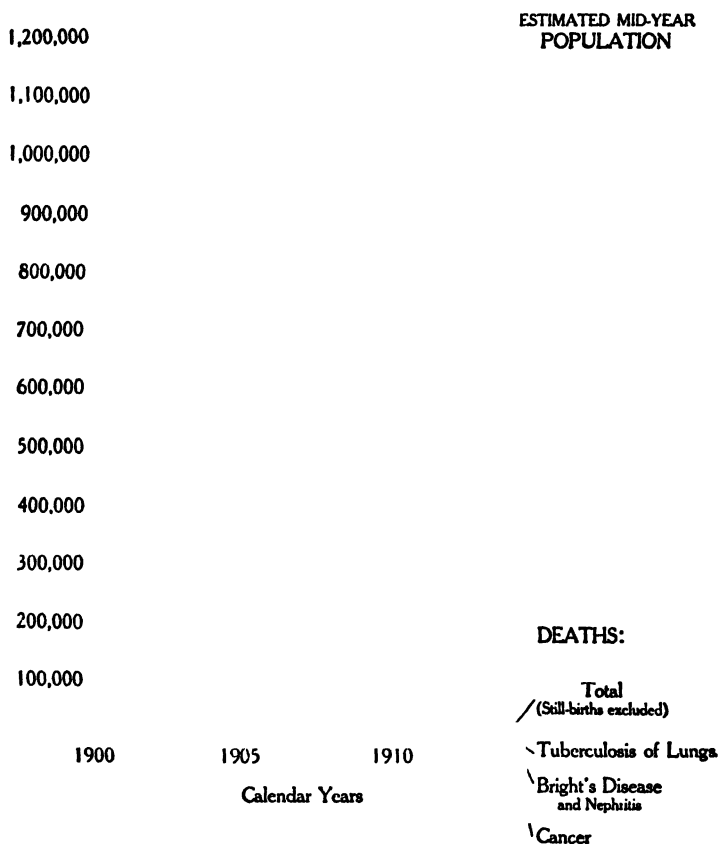 ESTIMATED MID-YEAR
POPULATION
1,200,000
1,100,000
1,000,000
900,000
800,000
700,000
600,000
500,000
400,000
300,000
200,000
100,000
DEATHS:
Total
(Still-births excluded)
Tuberculosis of Lungs
Bright's Disease
and Nephritis
Cancer
1900 1905 1910
Calendar Years